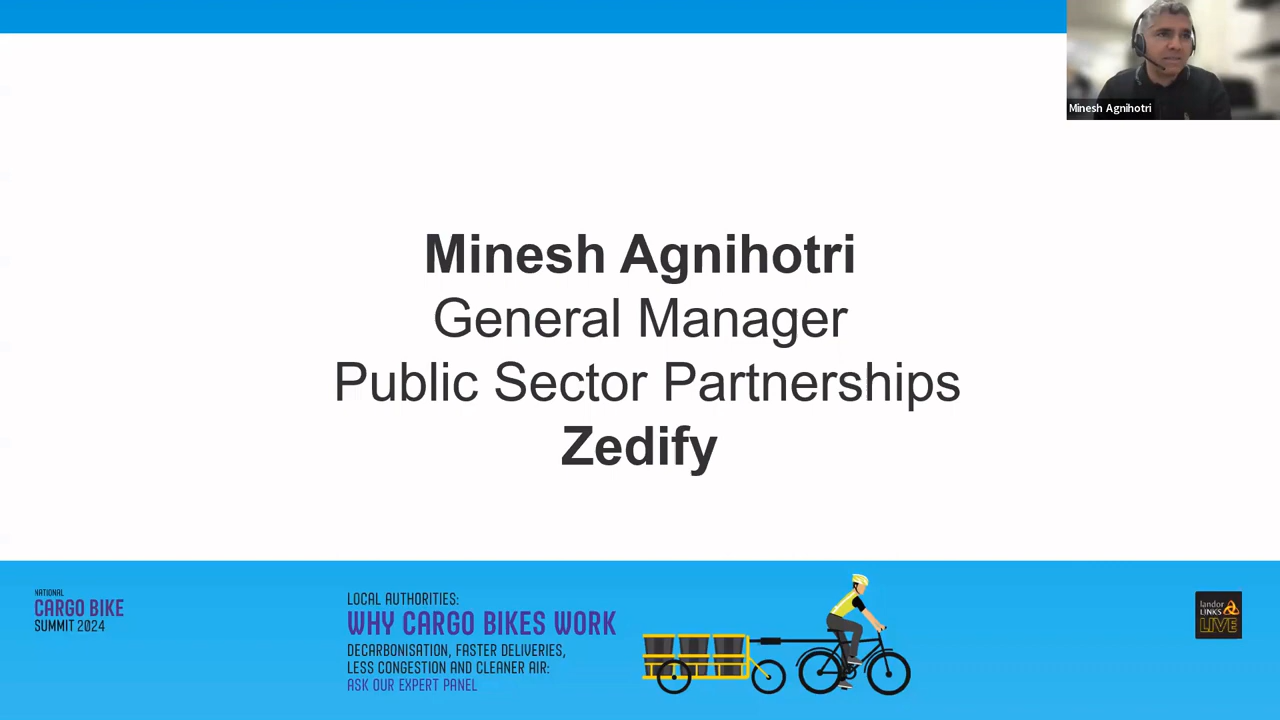 Minesh Agnihotri
Minesh Agnihotri
General Manager
Public Sector Partnerships
Zedify
NATIONAL
CARGO BIKE
SUMMIT 2024
LOCAL AUTHORITIES:
WHY CARGO BIKES WORK
DECARBONISATION, FASTER DELIVERIES,
LESS CONGESTION AND CLEANER AIR:
ASK OUR EXPERT PANEL
landor
LINKS
LIVE